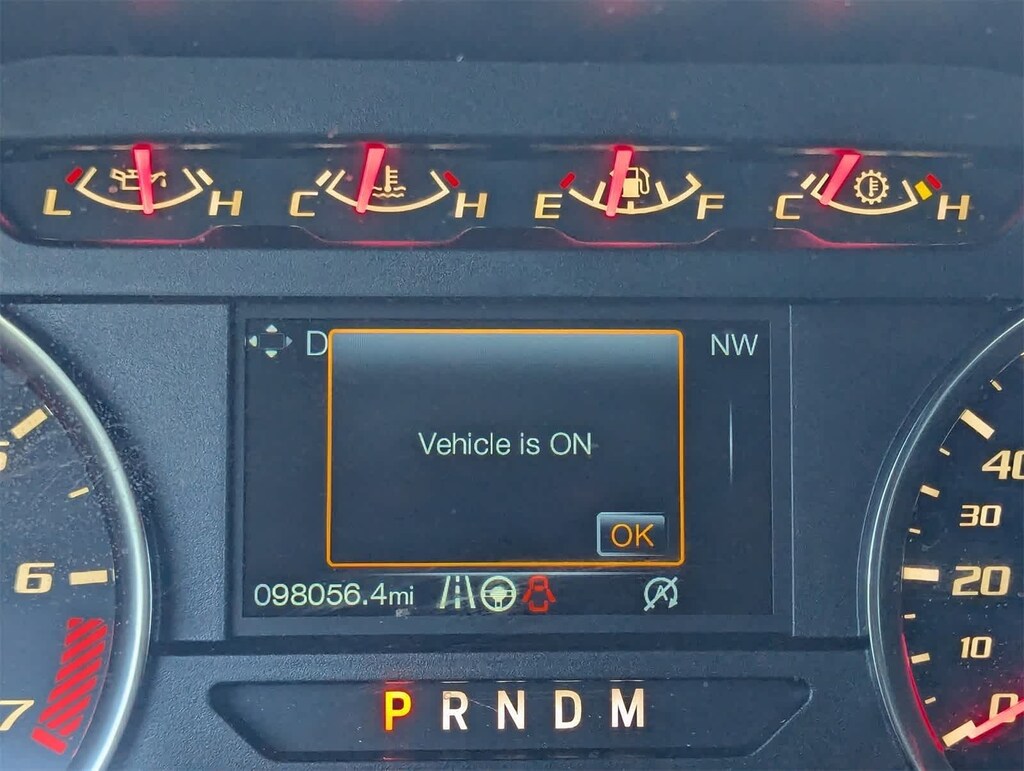 L H C H E F C H
D
NW
Vehicle is ON
OK
098056.4mi
6
7
40
30
20
10
0
P R N D M